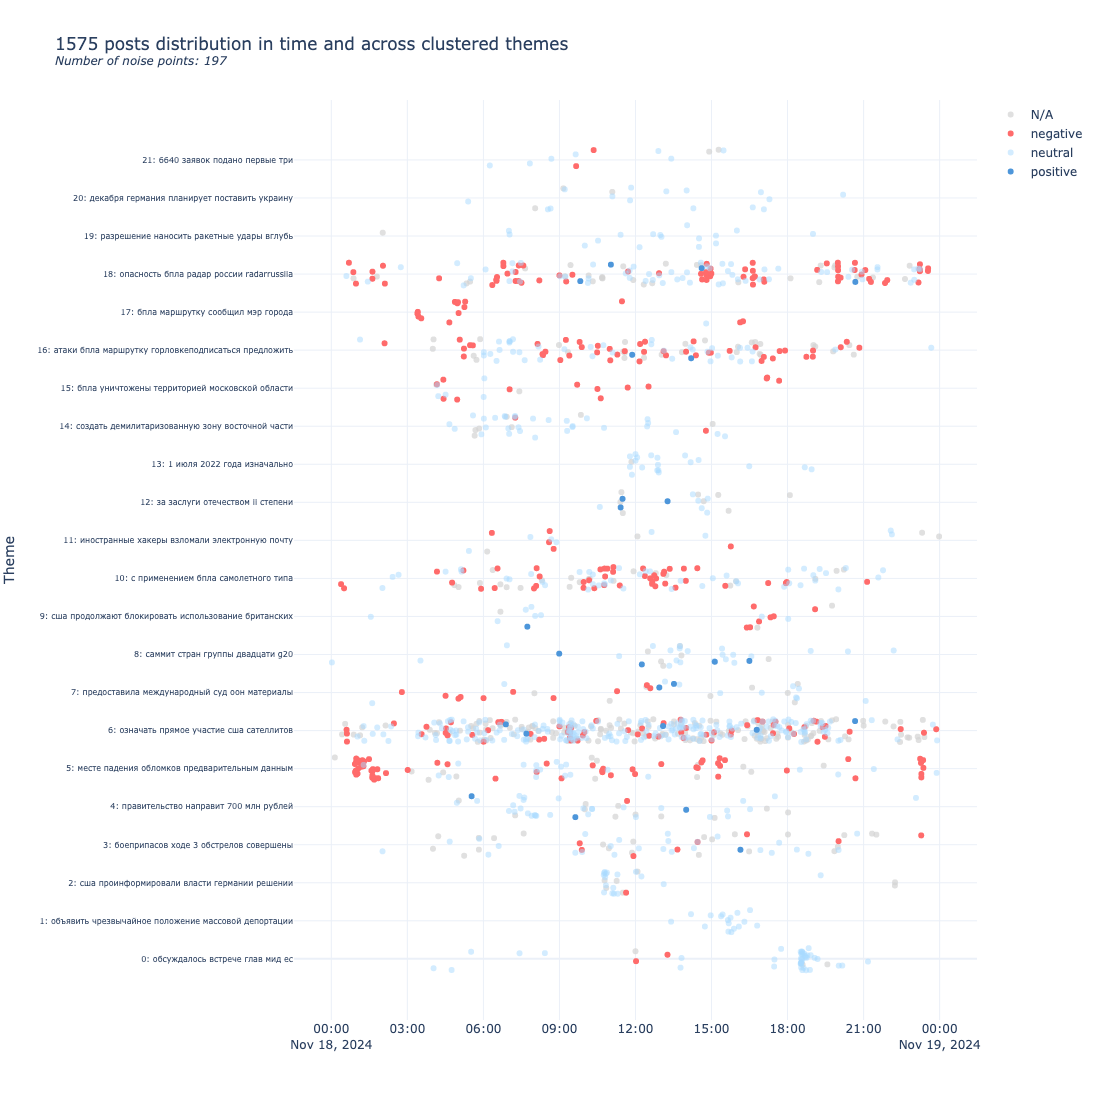 1575 posts distribution in time and across clustered themes
Number of noise points: 197
N/A
negative
neutral
positive
Theme
21: 6640 заявок подано первые три
20: декабря германия планирует поставить украину
19: разрешение наносить ракетные удары вглубь
18: опасность бпла радар россии radarrussiia
17: бпла маршрутку сообщил мэр города
16: атаки бпла маршрутку горловкеподписаться предложить
15: бпла уничтожены территорией московской области
14: создать демилитаризованную зону восточной части
13: 1 июля 2022 года изначально
12: за заслуги отечеством ii степени
11: иностранные хакеры взломали электронную почту
10: с применением бпла самолетного типа
9: сша продолжают блокировать использование британских
8: саммит стран группы двадцати g20
7: предоставила международный суд оон материалы
6: означать прямое участие сша сателлитов
5: месте падения обломков предварительным данным
4: правительство направит 700 млн рублей
3: боеприпасов ходе 3 обстрелов совершены
2: сша проинформировали власти германии решении
1: объявить чрезвычайное положение массовой депортации
0: обсуждалось встрече глав мид ес
00:00 03:00 06:00 09:00 12:00 15:00 18:00 21:00 00:00
Nov 18, 2024 Nov 19, 2024